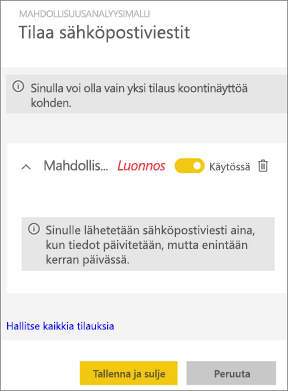 MAHDOLLISUUSANALYYSIMALLI
Tilaa sähköpostiviestit
Sinulla voi olla vain yksi tilaus koontinäyttöä
kohden.
Mahdollis... Luonnos Käytössä
Sinulle lähetetään sähköpostiviesti aina,
kun tiedot päivitetään, mutta enintään
kerran päivässä.
Hallitse kaikkia tilauksia
Tallenna ja sulje Peruuta